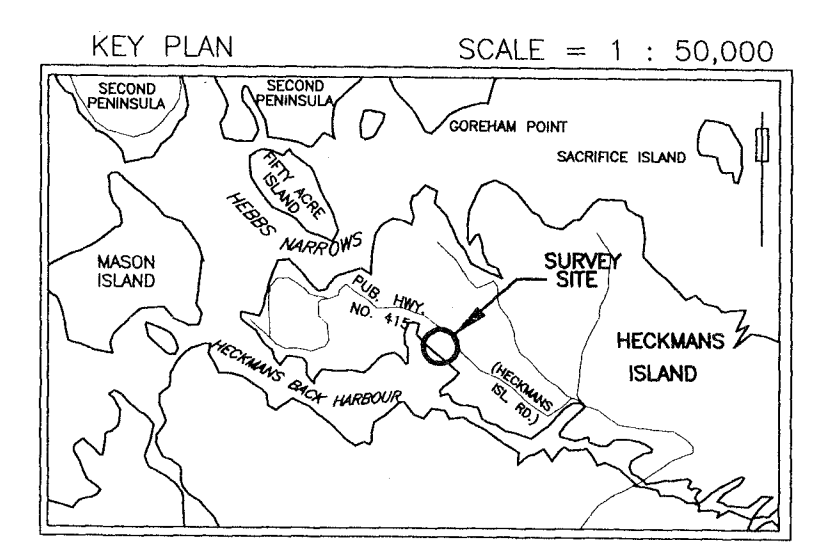 KEY PLAN
SCALE = 1 : 50,000
SECOND
PENINSULA
SECOND
PENINSULA
GOREHAM POINT
SACRIFICE ISLAND
FIFTY ACRE
ISLAND
HEBBS NARROWS
MASON
ISLAND
SURVEY
SITE
PUB. HWY.
NO. 415
HECKMANS
ISLAND
(HECKMANS
ISL. RD.)
HECKMANS BACK HARBOUR